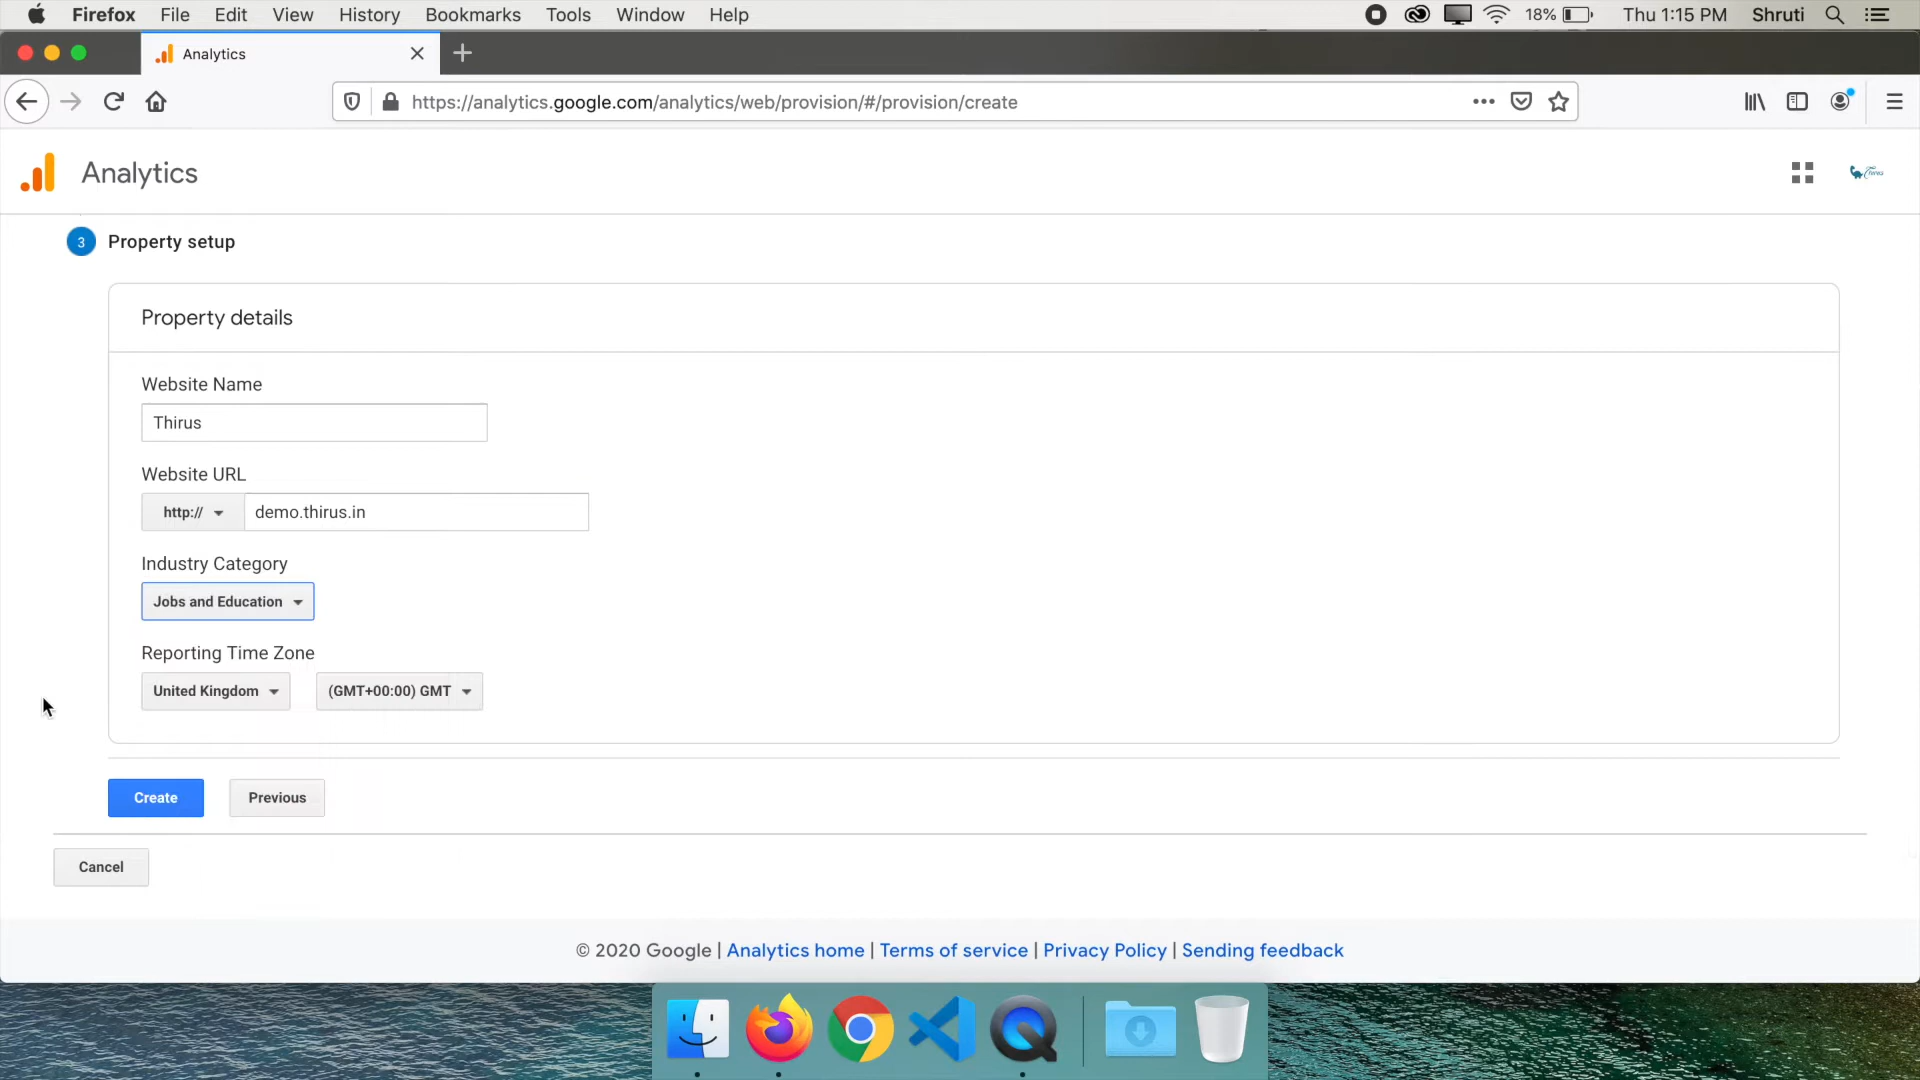 Firefox File Edit View History Bookmarks Tools Window Help 18% Thu 1:15 PM Shruti
Analytics
https://analytics.google.com/analytics/web/provision/#/provision/create
Analytics
3 Property setup
Property details
Website Name
Thirus
Website URL
http:// demo.thirus.in
Industry Category
Jobs and Education
Reporting Time Zone
United Kingdom (GMT+00:00) GMT
Create Previous
Cancel
© 2020 Google | Analytics home | Terms of service | Privacy Policy | Sending feedback